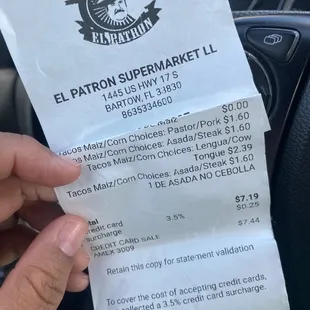 EL PATRON
EL PATRON SUPERMARKET LL
1445 US HWY 17 S
BARTOW, FL 33830
8635334600
$0.00
Tacos Maiz/Corn Choices: Pastor/Pork $1.60
Tacos Maiz/Corn Choices: Asada/Steak $1.60
Tacos Maiz/Corn Choices: Lengua/Cow
Tongue $2.39
Tacos Maiz/Corn Choices: Asada/Steak $1.60
1 DE ASADA NO CEBOLLA
Total $7.19
credit card 3.5% $0.25
surcharge
$7.44
CREDIT CARD SALE
AMEX 3009
Retain this copy for statement validation
To cover the cost of accepting credit cards,
collected a 3.5% credit card surcharge.